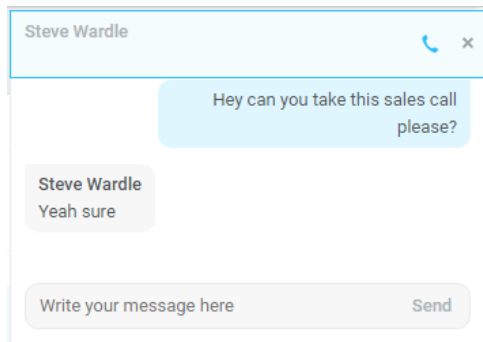 Steve Wardle
Hey can you take this sales call
please?
Steve Wardle
Yeah sure
Write your message here
Send